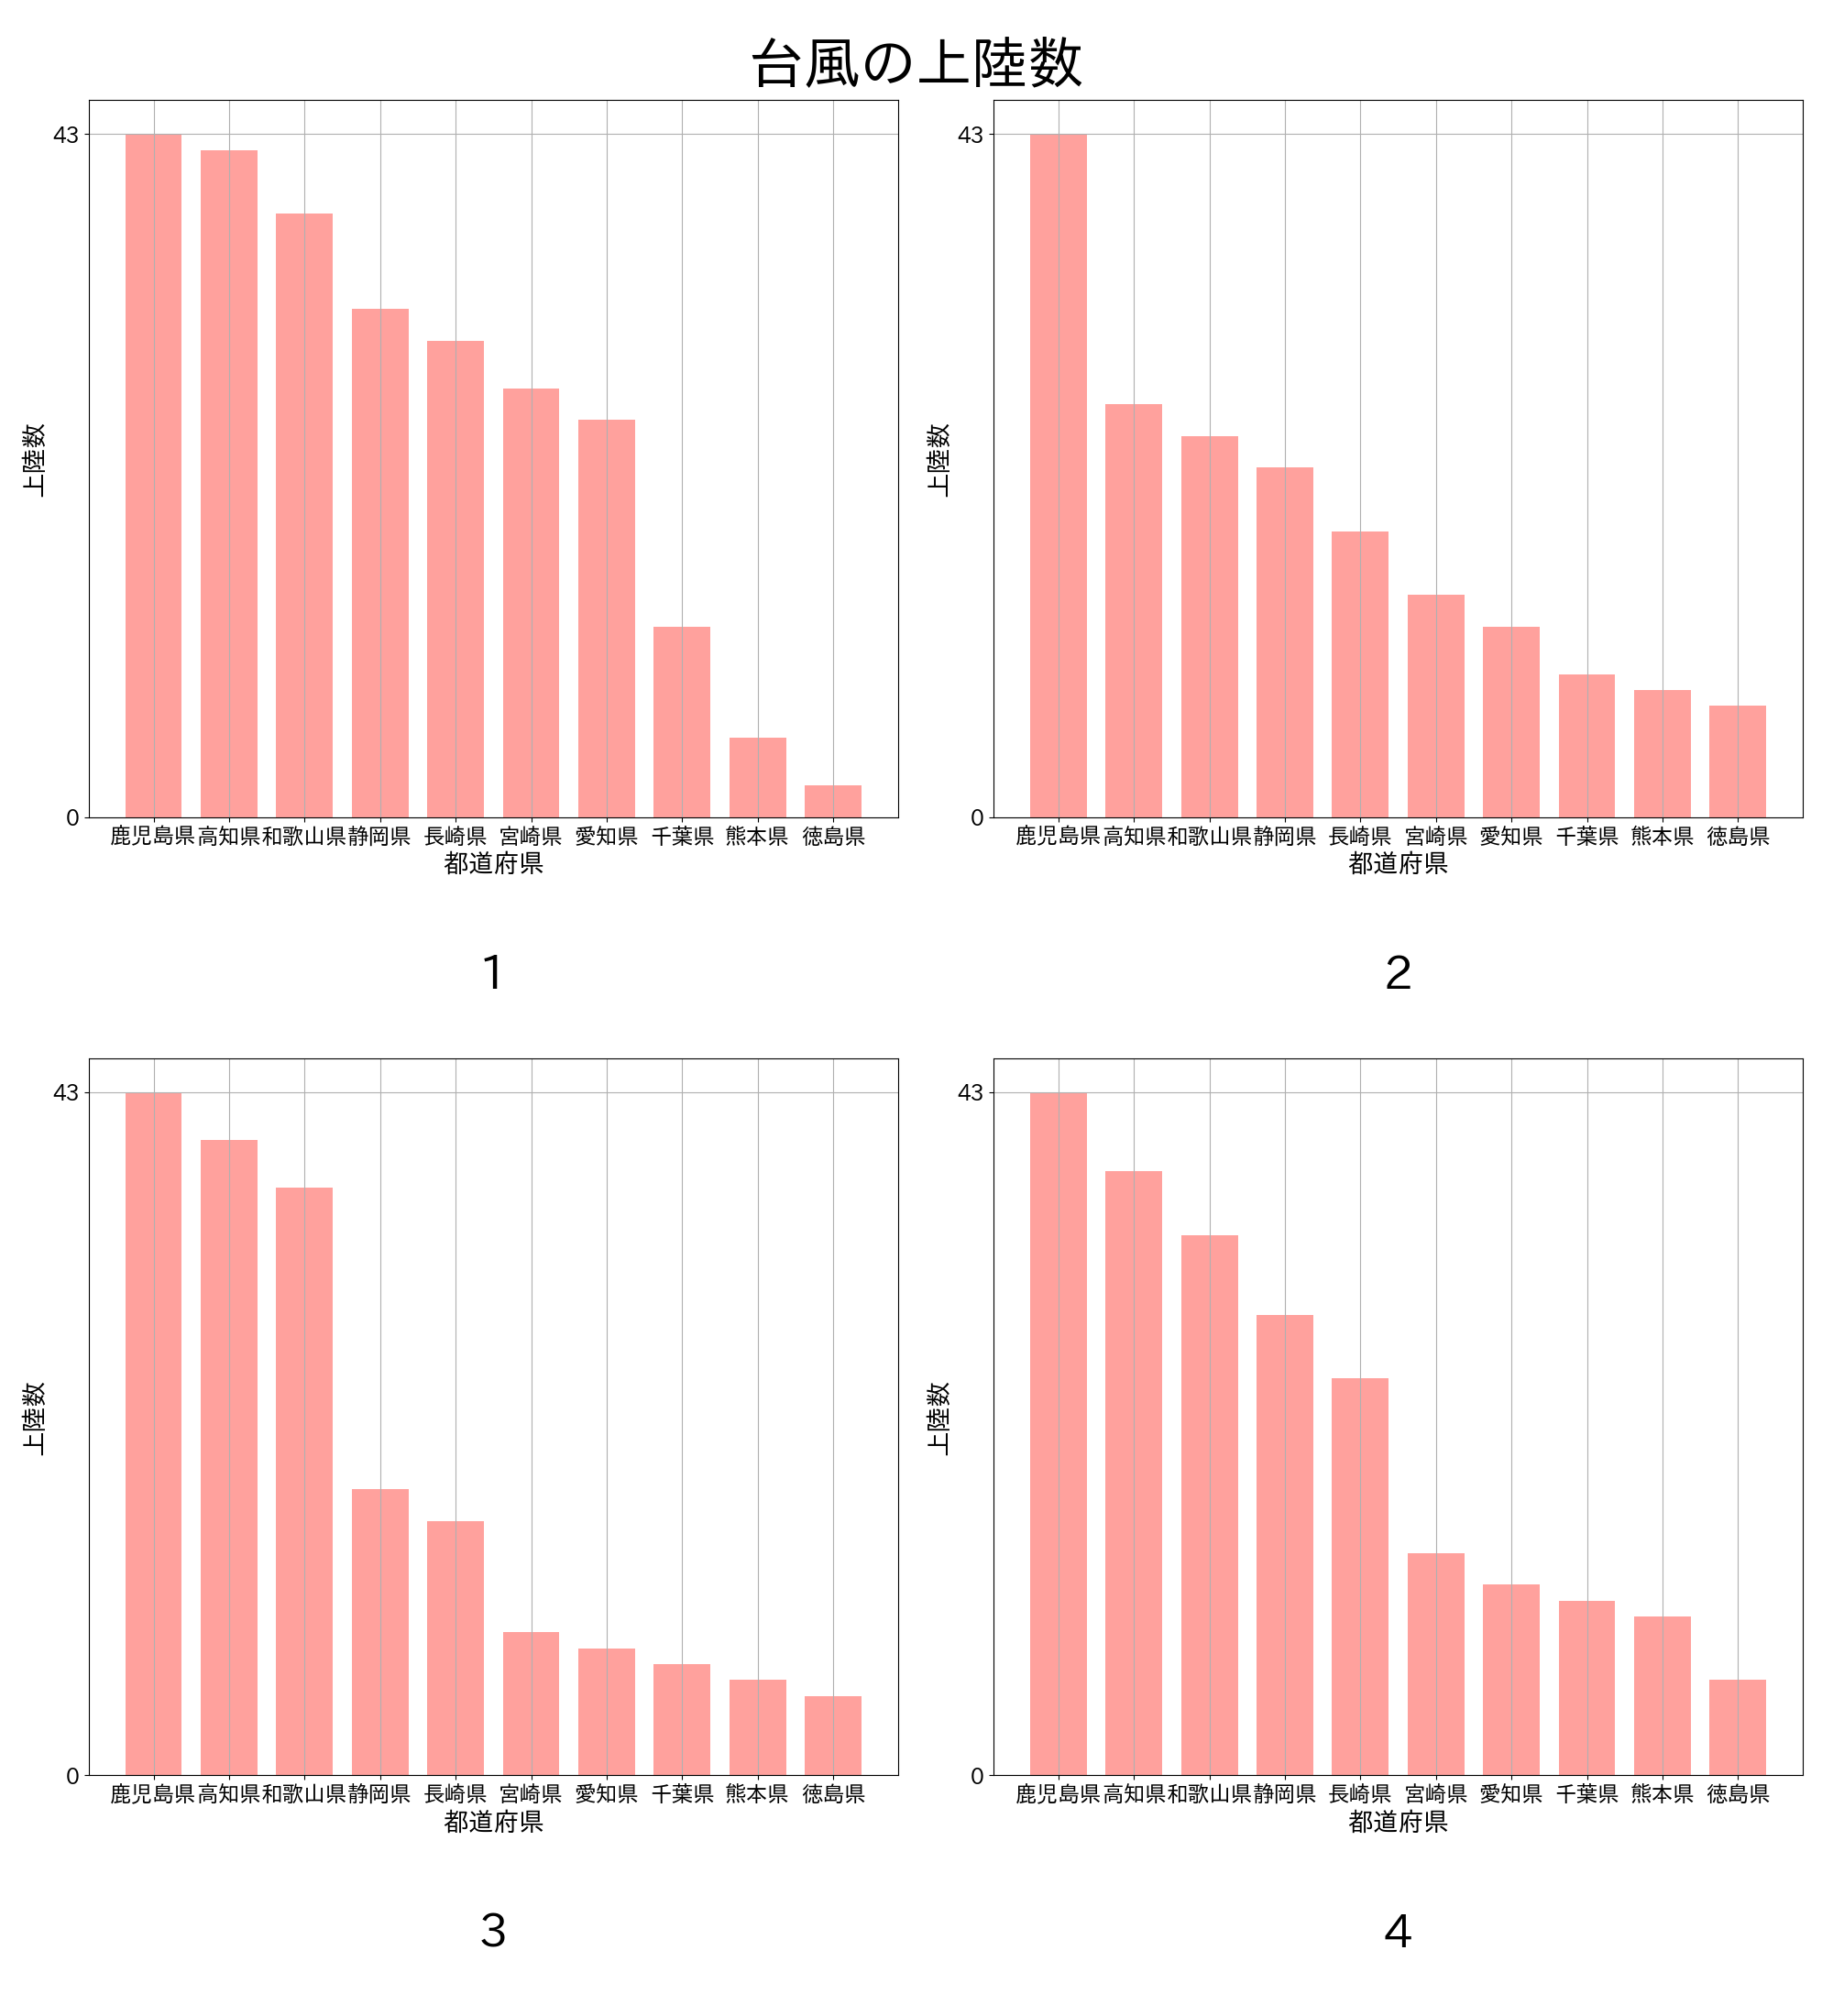 台風の上陸数
43
0
上陸数
鹿児島県 高知県 和歌山県 静岡県 長崎県 宮崎県 愛知県 千葉県 熊本県 徳島県
都道府県
1
43
0
上陸数
鹿児島県 高知県 和歌山県 静岡県 長崎県 宮崎県 愛知県 千葉県 熊本県 徳島県
都道府県
2
43
0
上陸数
鹿児島県 高知県 和歌山県 静岡県 長崎県 宮崎県 愛知県 千葉県 熊本県 徳島県
都道府県
3
43
0
上陸数
鹿児島県 高知県 和歌山県 静岡県 長崎県 宮崎県 愛知県 千葉県 熊本県 徳島県
都道府県
4